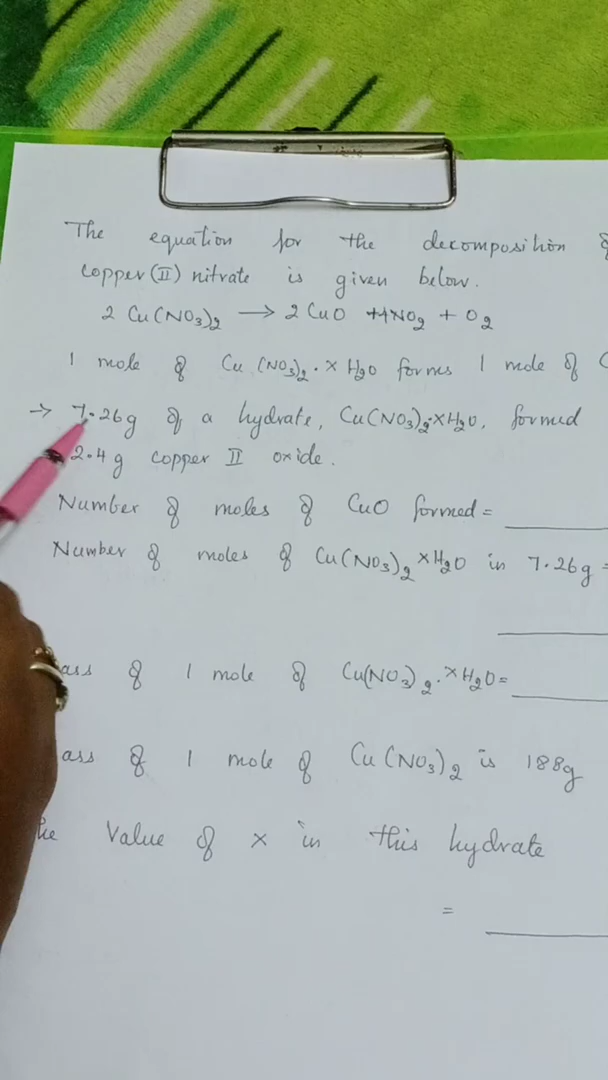 The equation for the decomposition
copper (II) nitrate is given below.
2 Cu(NO₃)₂ → 2 CuO + 4NO₂ + O₂
1 mole of Cu (NO₃)₂ . x H₂O forms 1 mole of C
→ 7.26g of a hydrate, Cu(NO₃)₂.xH₂O, formed
2.4 g copper II oxide.
Number of moles of CuO formed =
Number of moles of Cu(NO₃)₂ xH₂O in 7.26g =
ass of 1 mole of Cu(NO₃)₂ . xH₂O =
ass of 1 mole of Cu (NO₃)₂ is 188g
he Value of x in this hydrate
=